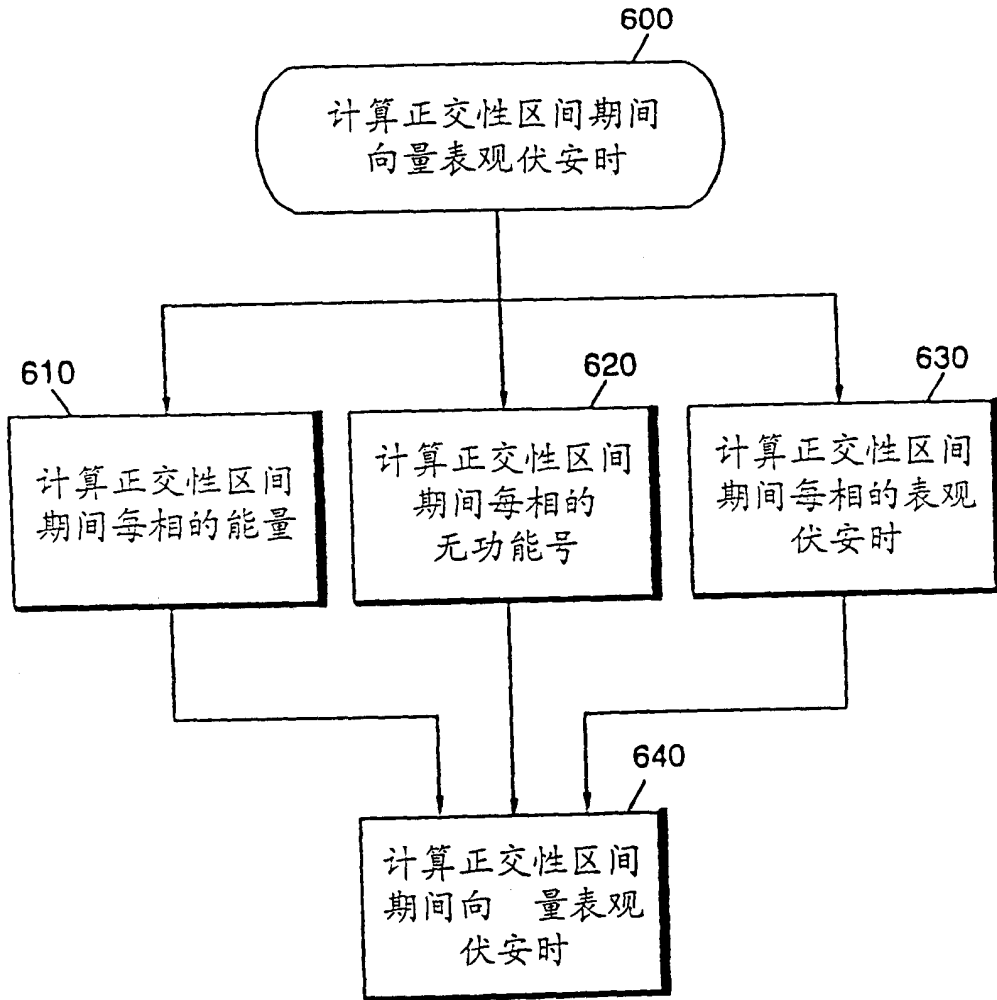 600
计算正交性区间期间
向量表观伏安时
610
计算正交性区间
期间每相的能量
620
计算正交性区间
期间每相的
无功能号
630
计算正交性区间
期间每相的表观
伏安时
640
计算正交性区间
期间向 量表观
伏安时